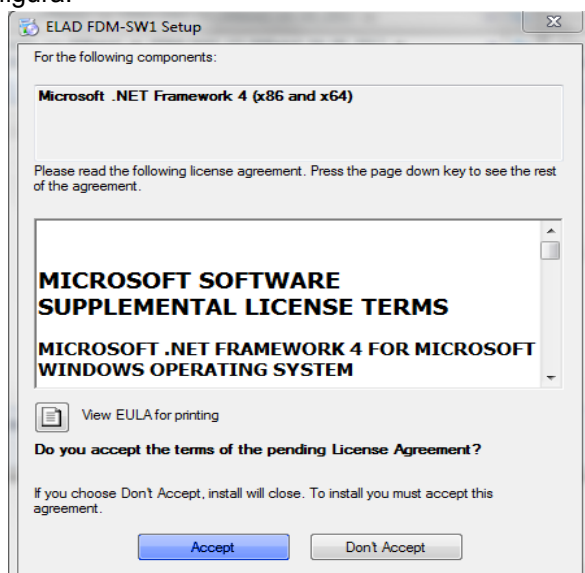 figura:
ELAD FDM-SW1 Setup
For the following components:
Microsoft .NET Framework 4 (x86 and x64)
Please read the following license agreement. Press the page down key to see the rest
of the agreement.
MICROSOFT SOFTWARE
SUPPLEMENTAL LICENSE TERMS
MICROSOFT .NET FRAMEWORK 4 FOR MICROSOFT
WINDOWS OPERATING SYSTEM
View EULA for printing
Do you accept the terms of the pending License Agreement?
If you choose Don't Accept, install will close. To install you must accept this
agreement.
Accept Don't Accept